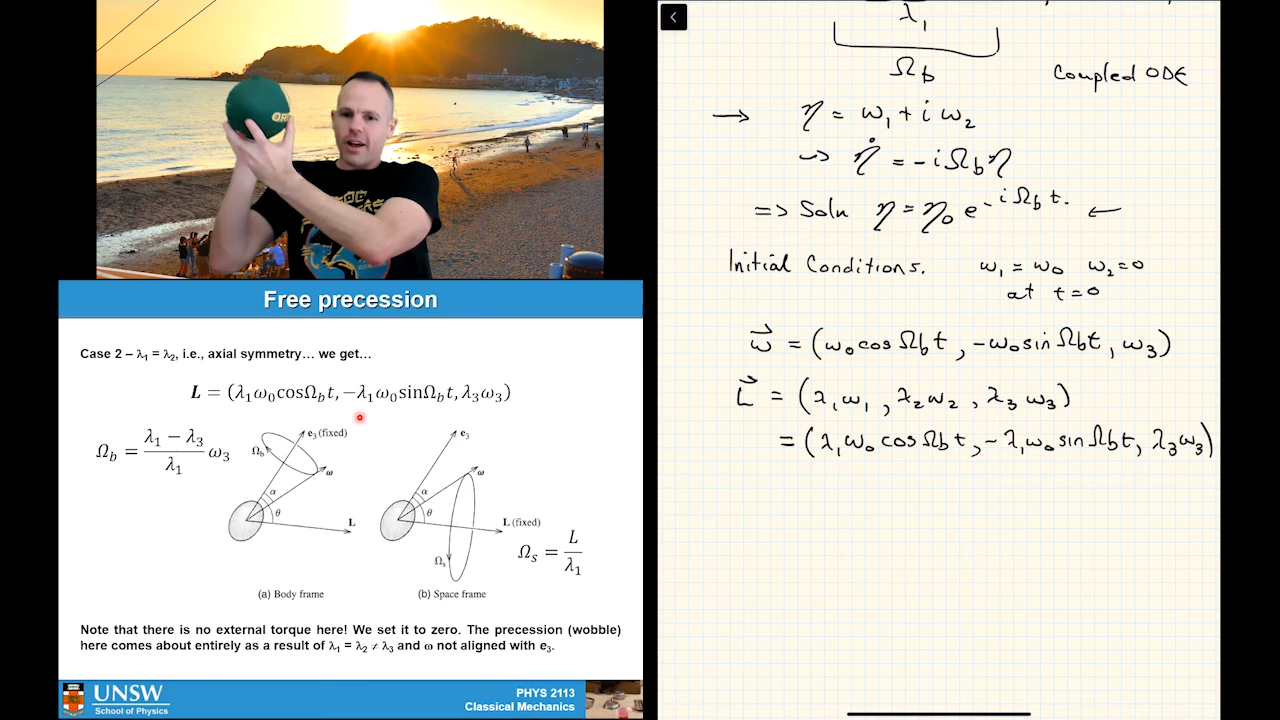 Free precession
Case 2 – λ1 = λ2, i.e., axial symmetry… we get…
L = (λ1ω0cosΩbt, −λ1ω0sinΩbt, λ3ω3)
Ωb = (λ1 − λ3)/λ1 ω3
e3 (fixed)
Ωb
ω
α
θ
L
(a) Body frame
e3
ω
α
θ
L (fixed)
Ωs
(b) Space frame
Ωs = L/λ1
Note that there is no external torque here! We set it to zero. The precession (wobble)
here comes about entirely as a result of λ1 = λ2 ≠ λ3 and ω not aligned with e3.
UNSW
School of Physics
PHYS 2113
Classical Mechanics
λ1
Ωb
Coupled ODE
→ η = ω1 + i ω2
↪ η̇ = −iΩbη
⇒ Soln η = η0 e^−iΩbt. ←
Initial Conditions. ω1 = ω0 ω2 = 0
at t = 0
ω⃗ = (ω0 cos Ωbt, −ω0 sin Ωbt, ω3)
L⃗ = (λ1ω1, λ2ω2, λ3ω3)
= (λ1ω0 cos Ωbt, −λ1ω0 sin Ωbt, λ3ω3)